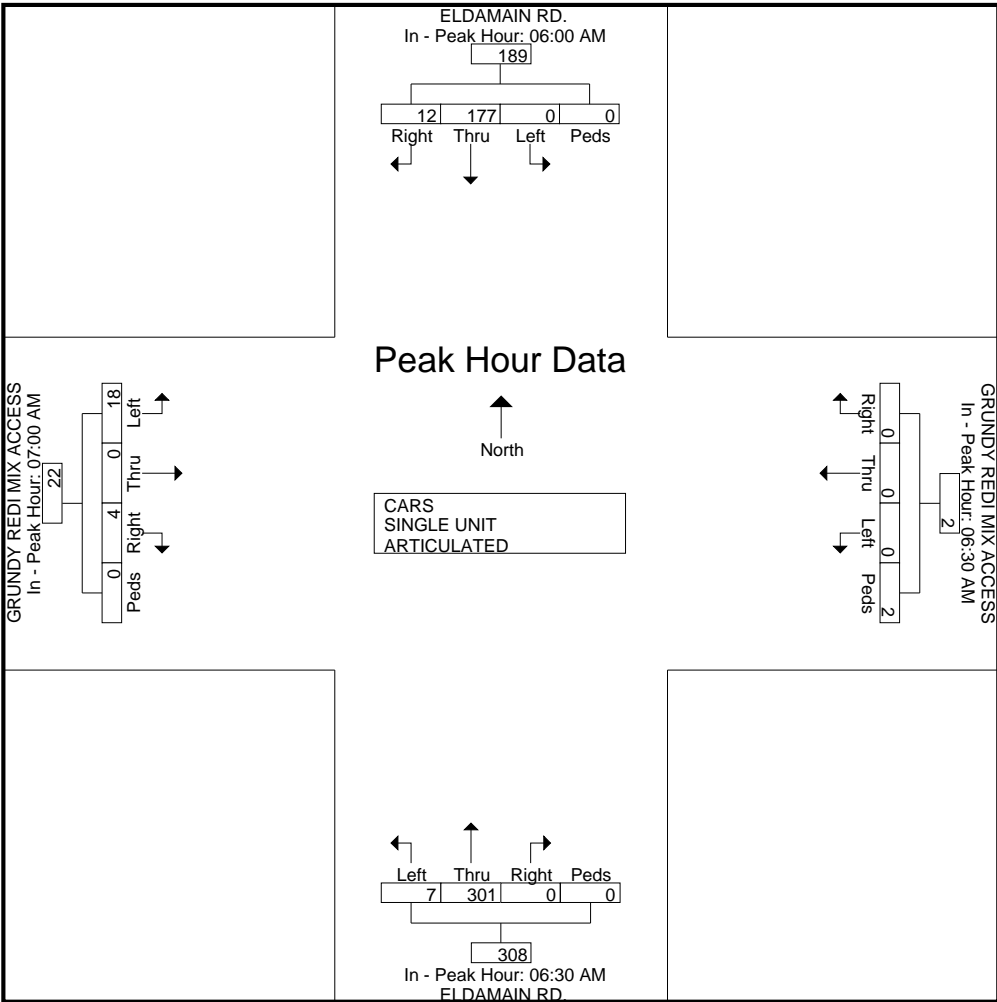 ELDAMAIN RD.
In - Peak Hour: 06:00 AM
189
12 177 0 0
Right Thru Left Peds
Peak Hour Data
North
CARS
SINGLE UNIT
ARTICULATED
GRUNDY REDI MIX ACCESS
In - Peak Hour: 07:00 AM
22
18 0 4 0
Left Thru Right Peds
GRUNDY REDI MIX ACCESS
In - Peak Hour: 06:30 AM
2
0 0 0 2
Right Thru Left Peds
Left Thru Right Peds
7 301 0 0
308
In - Peak Hour: 06:30 AM
ELDAMAIN RD.